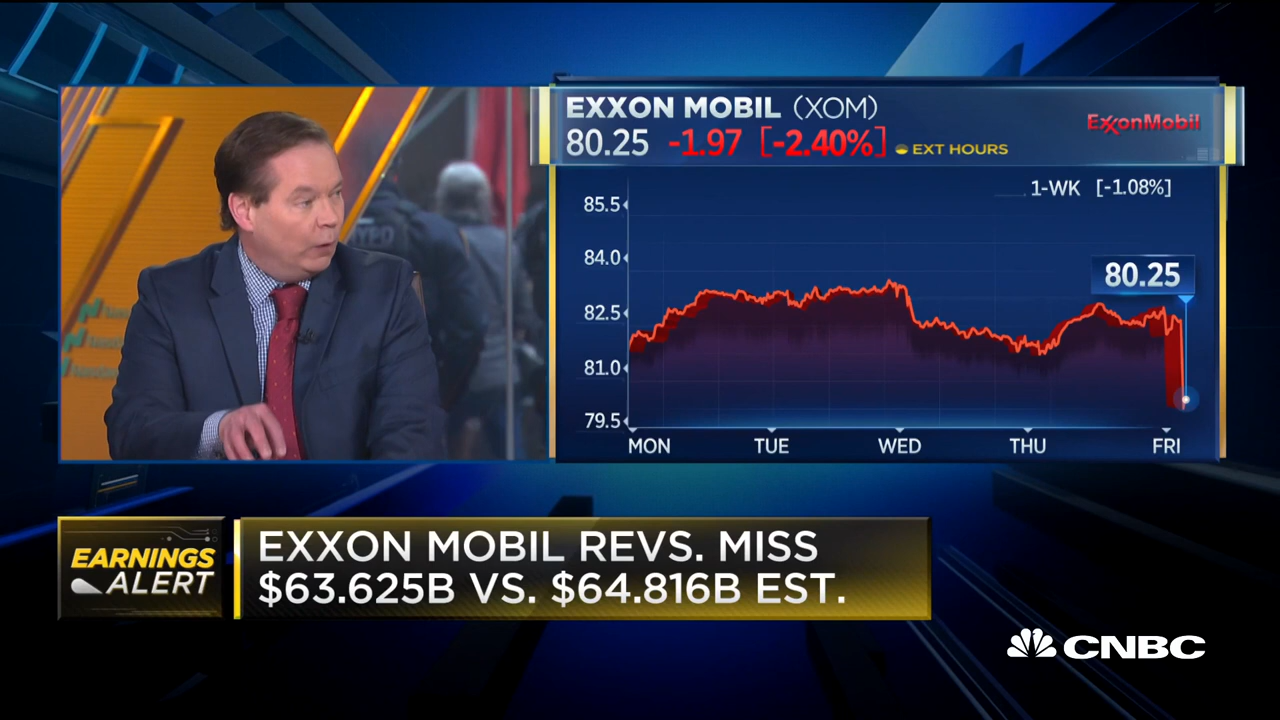 EXXON MOBIL (XOM)
80.25 -1.97 [-2.40%] EXT HOURS
ExxonMobil
1-WK [-1.08%]
85.5
84.0
82.5
81.0
79.5
80.25
MON TUE WED THU FRI
EARNINGS
ALERT
EXXON MOBIL REVS. MISS
$63.625B VS. $64.816B EST.
CNBC